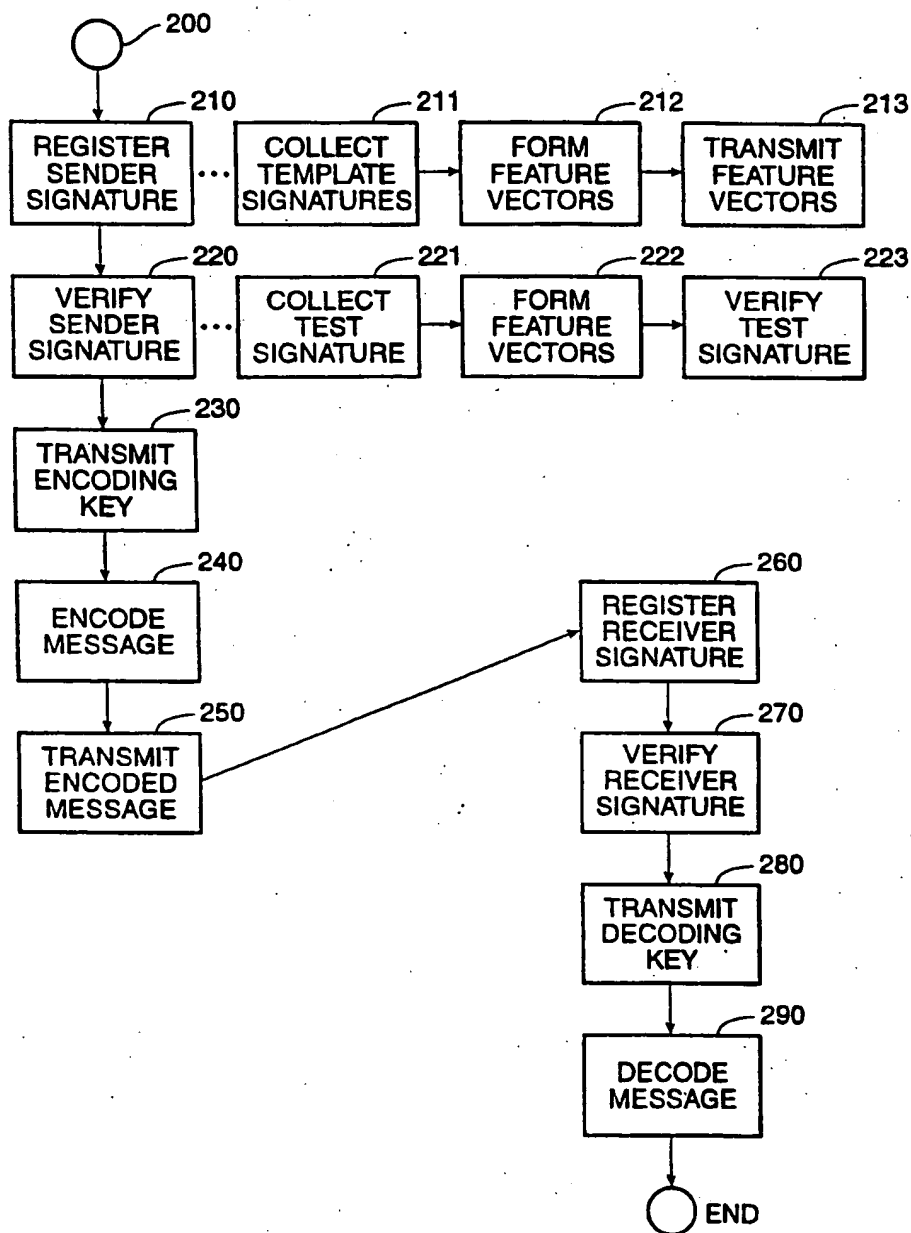 200
210
REGISTER
SENDER
SIGNATURE
211
COLLECT
TEMPLATE
SIGNATURES
212
FORM
FEATURE
VECTORS
213
TRANSMIT
FEATURE
VECTORS
220
VERIFY
SENDER
SIGNATURE
221
COLLECT
TEST
SIGNATURE
222
FORM
FEATURE
VECTORS
223
VERIFY
TEST
SIGNATURE
230
TRANSMIT
ENCODING
KEY
240
ENCODE
MESSAGE
250
TRANSMIT
ENCODED
MESSAGE
260
REGISTER
RECEIVER
SIGNATURE
270
VERIFY
RECEIVER
SIGNATURE
280
TRANSMIT
DECODING
KEY
290
DECODE
MESSAGE
END